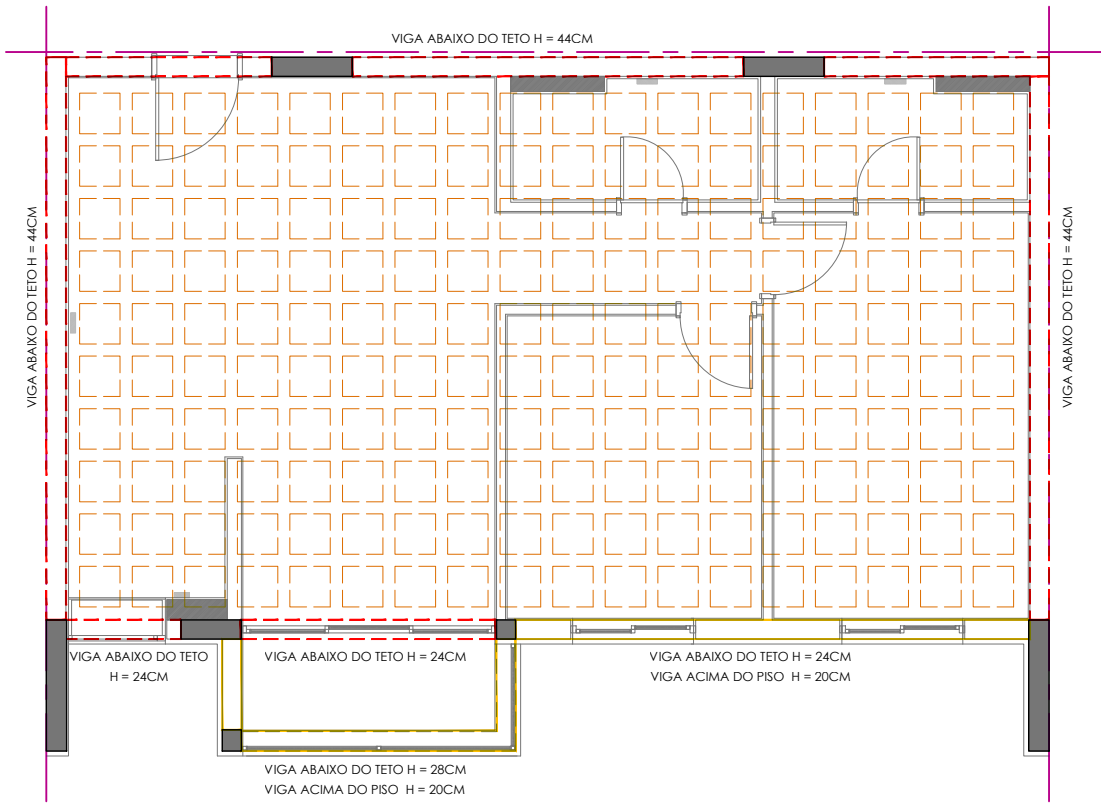 VIGA ABAIXO DO TETO H = 44CM
VIGA ABAIXO DO TETO H = 44CM
VIGA ABAIXO DO TETO H = 44CM
VIGA ABAIXO DO TETO
H = 24CM
VIGA ABAIXO DO TETO H = 24CM
VIGA ABAIXO DO TETO H = 24CM
VIGA ACIMA DO PISO H = 20CM
VIGA ABAIXO DO TETO H = 28CM
VIGA ACIMA DO PISO H = 20CM